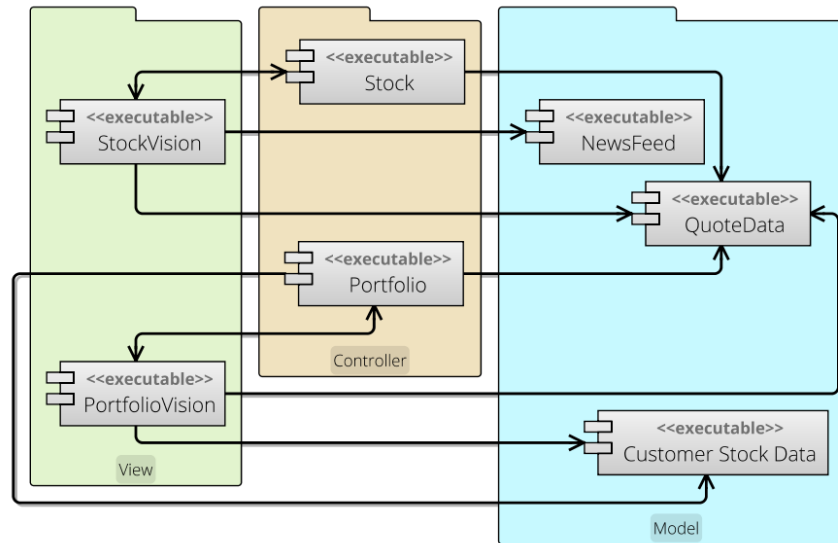 <<executable>>
Stock
<<executable>>
StockVision
<<executable>>
NewsFeed
<<executable>>
QuoteData
<<executable>>
Portfolio
Controller
<<executable>>
PortfolioVision
<<executable>>
Customer Stock Data
View
Model